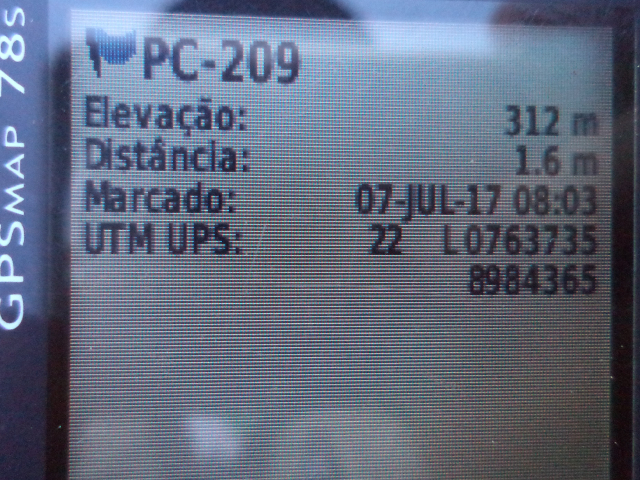 GPSMAP 78s
PC-209
Elevação: 312 m
Distância: 1.6 m
Marcado: 07-JUL-17 08:03
UTM UPS: 22 L0763735
8984365